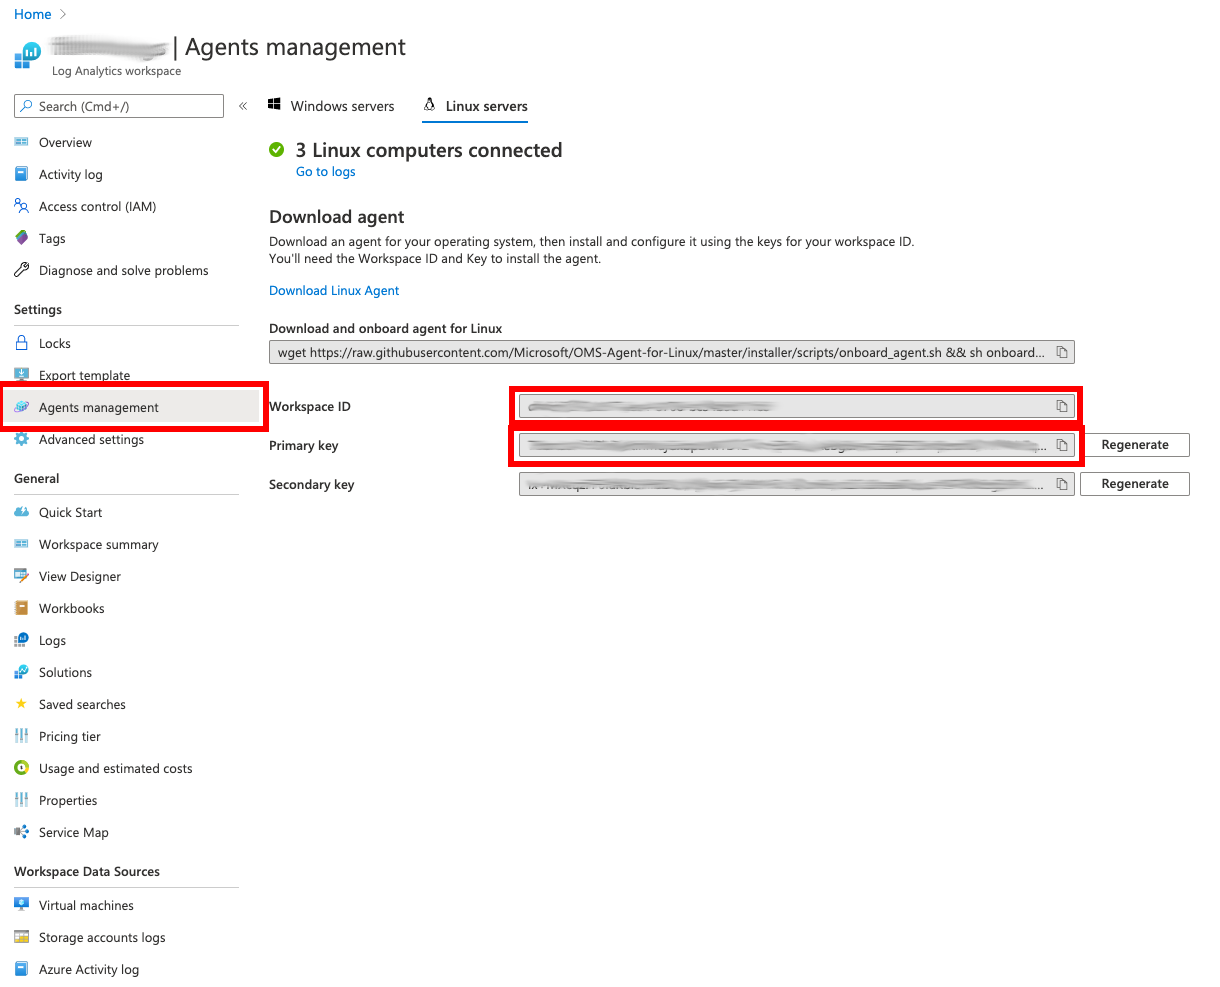 Home
| Agents management
Log Analytics workspace
Search (Cmd+/)
«
Windows servers
Linux servers
Overview
Activity log
Access control (IAM)
Tags
Diagnose and solve problems
Settings
Locks
Export template
Agents management
Advanced settings
General
Quick Start
Workspace summary
View Designer
Workbooks
Logs
Solutions
Saved searches
Pricing tier
Usage and estimated costs
Properties
Service Map
Workspace Data Sources
Virtual machines
Storage accounts logs
Azure Activity log
3 Linux computers connected
Go to logs
Download agent
Download an agent for your operating system, then install and configure it using the keys for your workspace ID.
You'll need the Workspace ID and Key to install the agent.
Download Linux Agent
Download and onboard agent for Linux
wget https://raw.githubusercontent.com/Microsoft/OMS-Agent-for-Linux/master/installer/scripts/onboard_agent.sh && sh onboard...
Workspace ID
Primary key
Regenerate
Secondary key
Regenerate